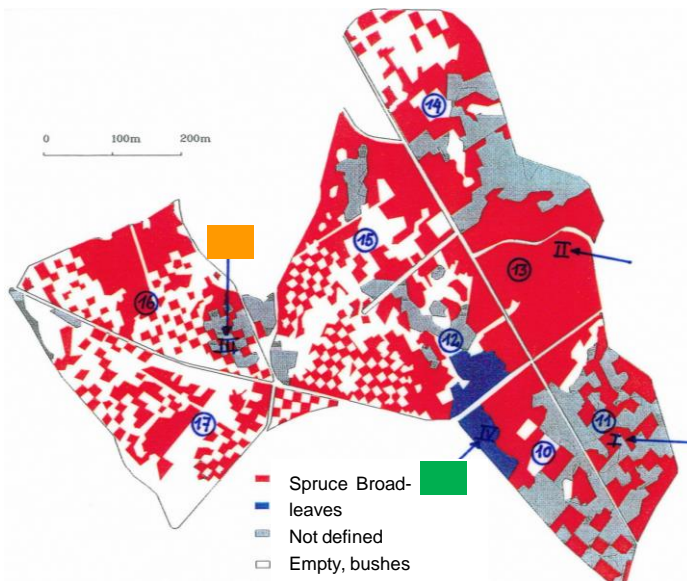 14
0 100m 200m
15
13
II
16
12
III
17
11
I
10
IV
Spruce Broad-
leaves
Not defined
Empty, bushes